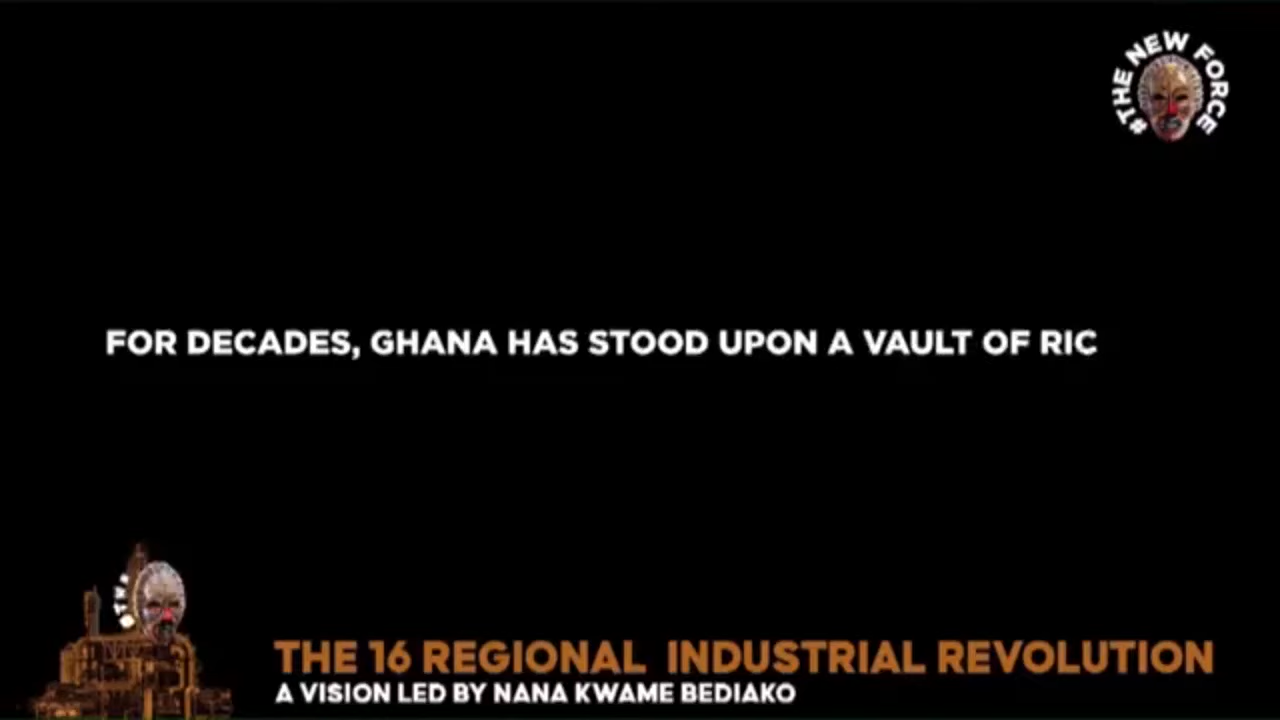 #THE NEW FORCE
FOR DECADES, GHANA HAS STOOD UPON A VAULT OF RIC
THE 16 REGIONAL INDUSTRIAL REVOLUTION
A VISION LED BY NANA KWAME BEDIAKO